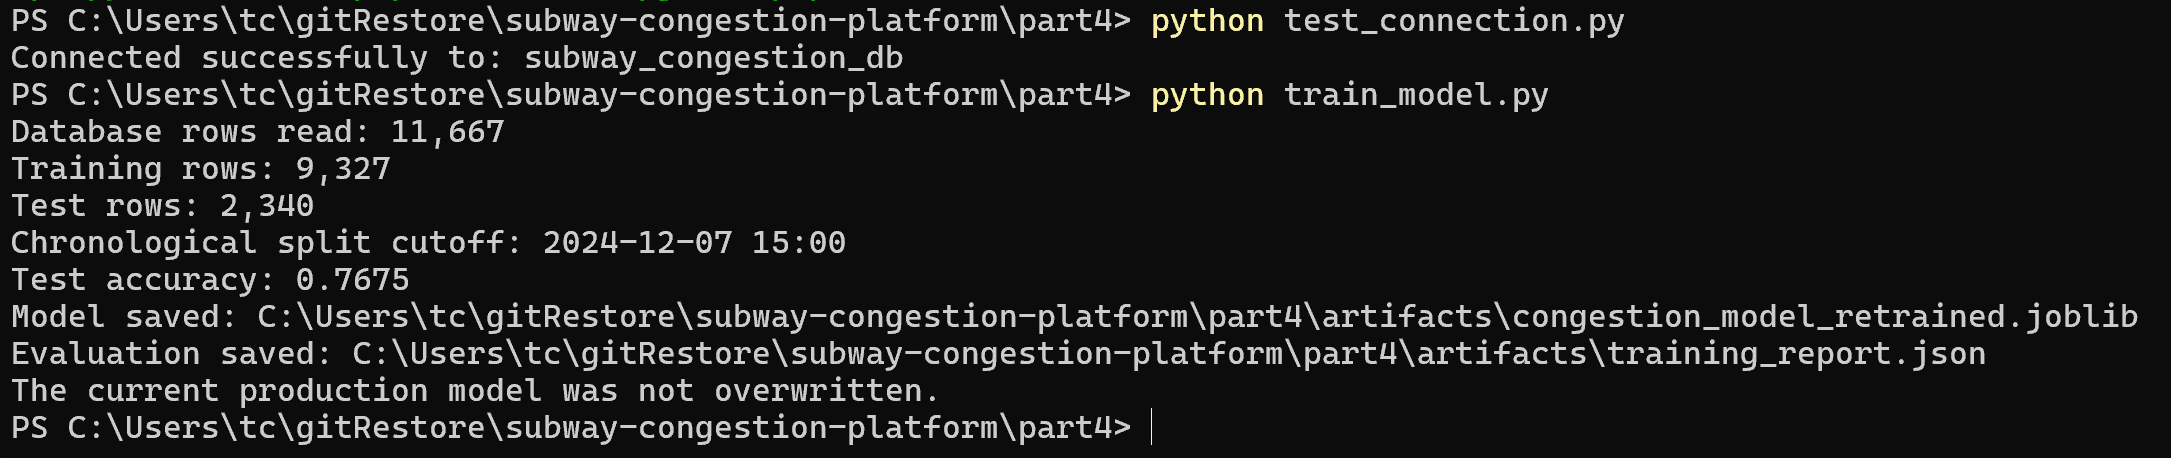 PS C:\Users\tc\gitRestore\subway-congestion-platform\part4> python test_connection.py
Connected successfully to: subway_congestion_db
PS C:\Users\tc\gitRestore\subway-congestion-platform\part4> python train_model.py
Database rows read: 11,667
Training rows: 9,327
Test rows: 2,340
Chronological split cutoff: 2024-12-07 15:00
Test accuracy: 0.7675
Model saved: C:\Users\tc\gitRestore\subway-congestion-platform\part4\artifacts\congestion_model_retrained.joblib
Evaluation saved: C:\Users\tc\gitRestore\subway-congestion-platform\part4\artifacts\training_report.json
The current production model was not overwritten.
PS C:\Users\tc\gitRestore\subway-congestion-platform\part4>